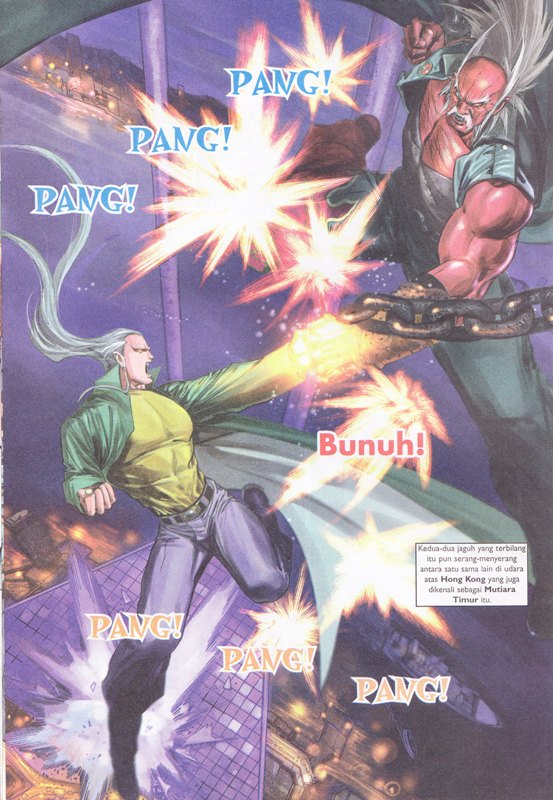 PANG!
PANG!
PANG!
Bunuh!
Kedua-dua jaguh yang terbilang
itu pun serang-menyerang
antara satu sama lain di udara
atas Hong Kong yang juga
dikenali sebagai Mutiara
Timur itu.
PANG!
PANG!
PANG!